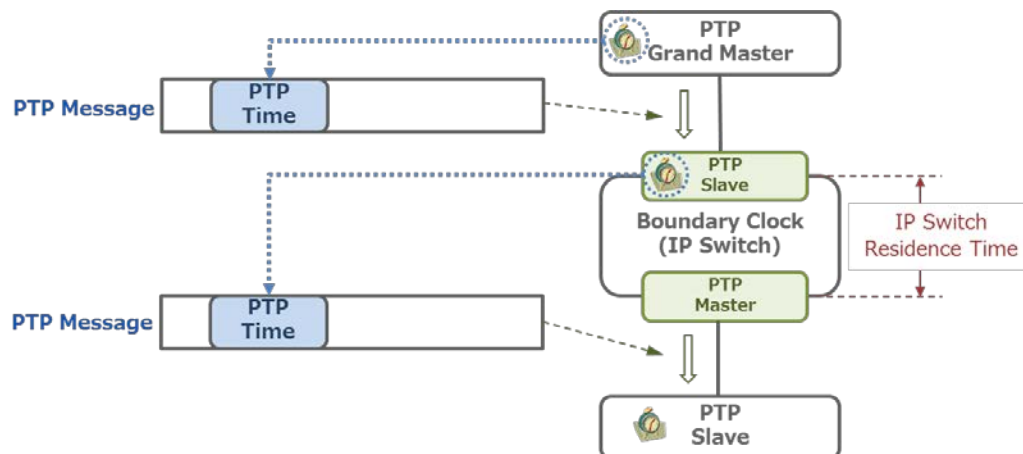 PTP
Grand Master
PTP Message
PTP
Time
PTP
Slave
Boundary Clock
(IP Switch)
IP Switch
Residence Time
PTP
Master
PTP Message
PTP
Time
PTP
Slave